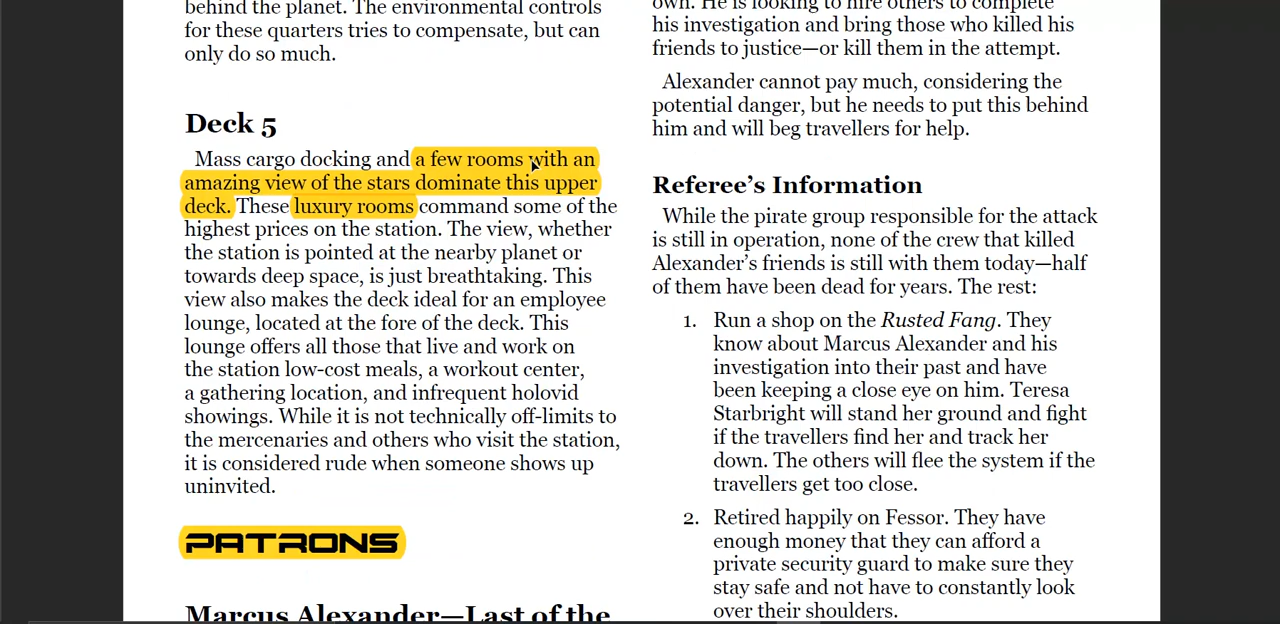 behind the planet. The environmental controls
for these quarters tries to compensate, but can
only do so much.
Deck 5
Mass cargo docking and a few rooms with an
amazing view of the stars dominate this upper
deck. These luxury rooms command some of the
highest prices on the station. The view, whether
the station is pointed at the nearby planet or
towards deep space, is just breathtaking. This
view also makes the deck ideal for an employee
lounge, located at the fore of the deck. This
lounge offers all those that live and work on
the station low-cost meals, a workout center,
a gathering location, and infrequent holovid
showings. While it is not technically off-limits to
the mercenaries and others who visit the station,
it is considered rude when someone shows up
uninvited.
PATRONS
Marcus Alexander—Last of the
own. He is looking to hire others to complete
his investigation and bring those who killed his
friends to justice—or kill them in the attempt.
Alexander cannot pay much, considering the
potential danger, but he needs to put this behind
him and will beg travellers for help.
Referee's Information
While the pirate group responsible for the attack
is still in operation, none of the crew that killed
Alexander's friends is still with them today—half
of them have been dead for years. The rest:
1. Run a shop on the Rusted Fang. They
know about Marcus Alexander and his
investigation into their past and have
been keeping a close eye on him. Teresa
Starbright will stand her ground and fight
if the travellers find her and track her
down. The others will flee the system if the
travellers get too close.
2. Retired happily on Fessor. They have
enough money that they can afford a
private security guard to make sure they
stay safe and not have to constantly look
over their shoulders.